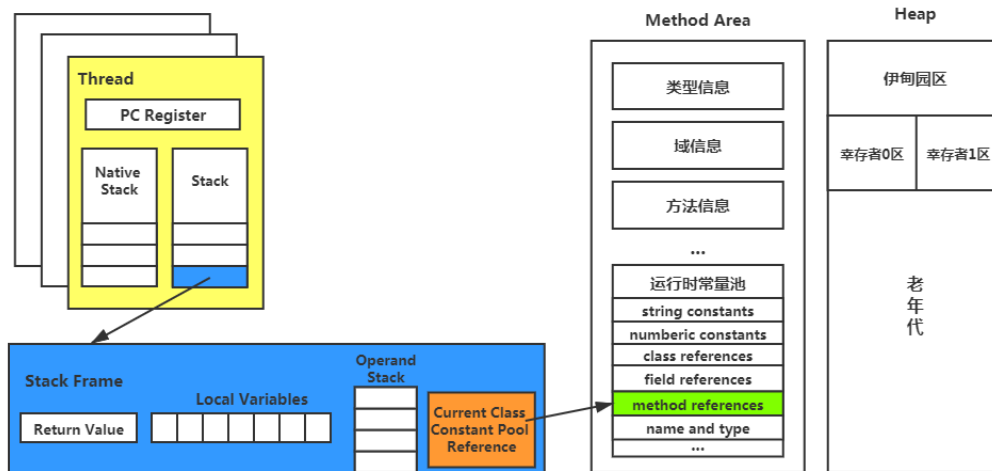 Thread
PC Register
Native
Stack
Stack
Stack Frame
Return Value
Local Variables
Operand
Stack
Current Class
Constant Pool
Reference
Method Area
类型信息
域信息
方法信息
...
运行时常量池
string constants
numberic constants
class references
field references
method references
name and type
...
Heap
伊甸园区
幸存者0区
幸存者1区
老
年
代